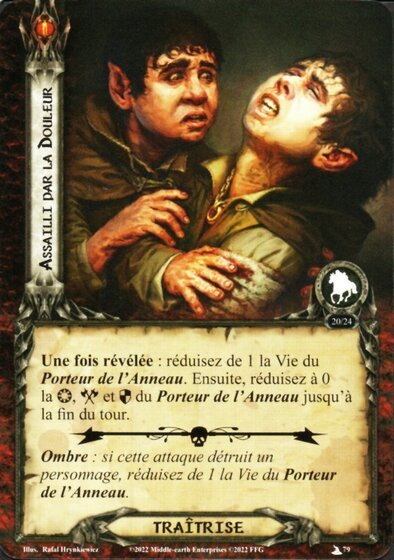 Assailli par la Douleur
20/24
Une fois révélée : réduisez de 1 la Vie du
Porteur de l'Anneau. Ensuite, réduisez à 0
la , et du Porteur de l'Anneau jusqu'à
la fin du tour.
Ombre : si cette attaque détruit un
personnage, réduisez de 1 la Vie du Porteur
de l'Anneau.
TRAÎTRISE
Illus. Rafał Hrynkiewicz ©2022 Middle-earth Enterprises ©2022 FFG 79